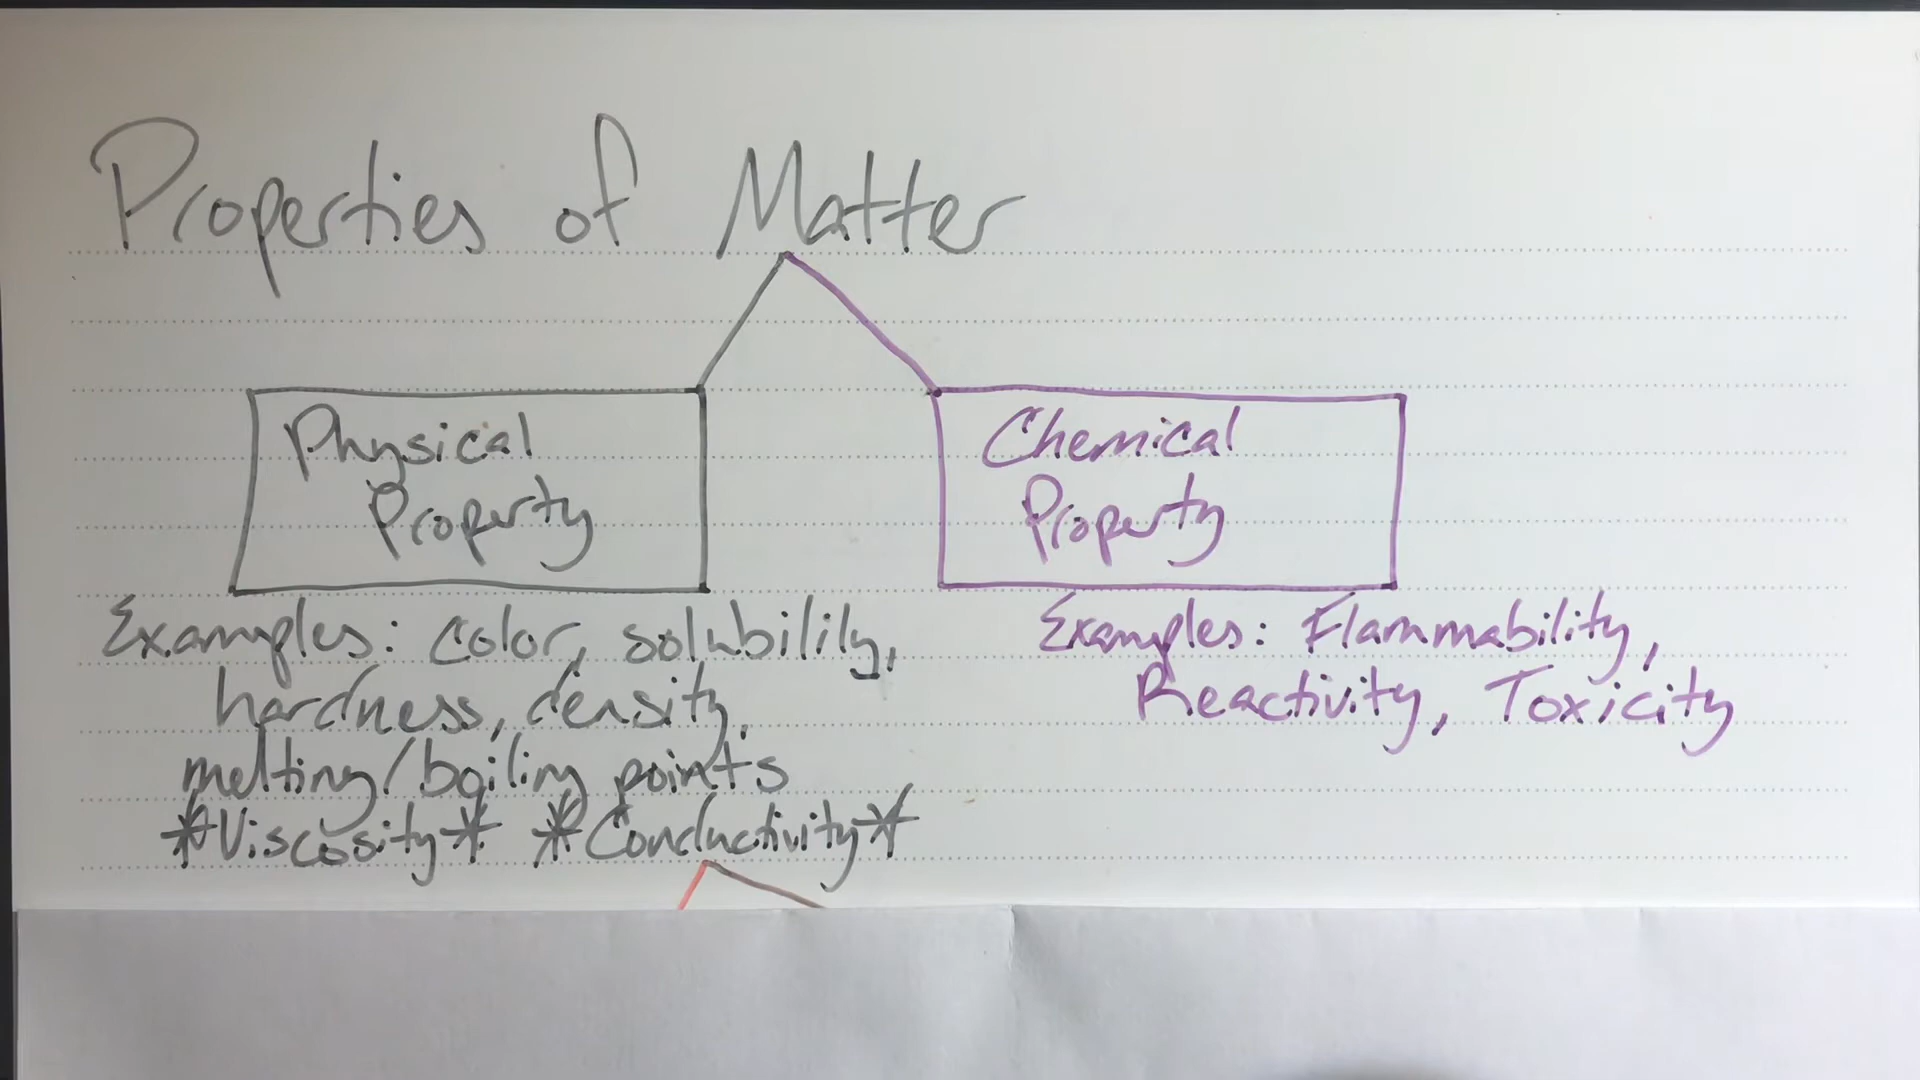 Properties of Matter
Physical
Property
Chemical
Property
Examples: color, solubility,
hardness, density,
melting/boiling points
*Viscosity* *Conductivity*
Examples: Flammability,
Reactivity, Toxicity